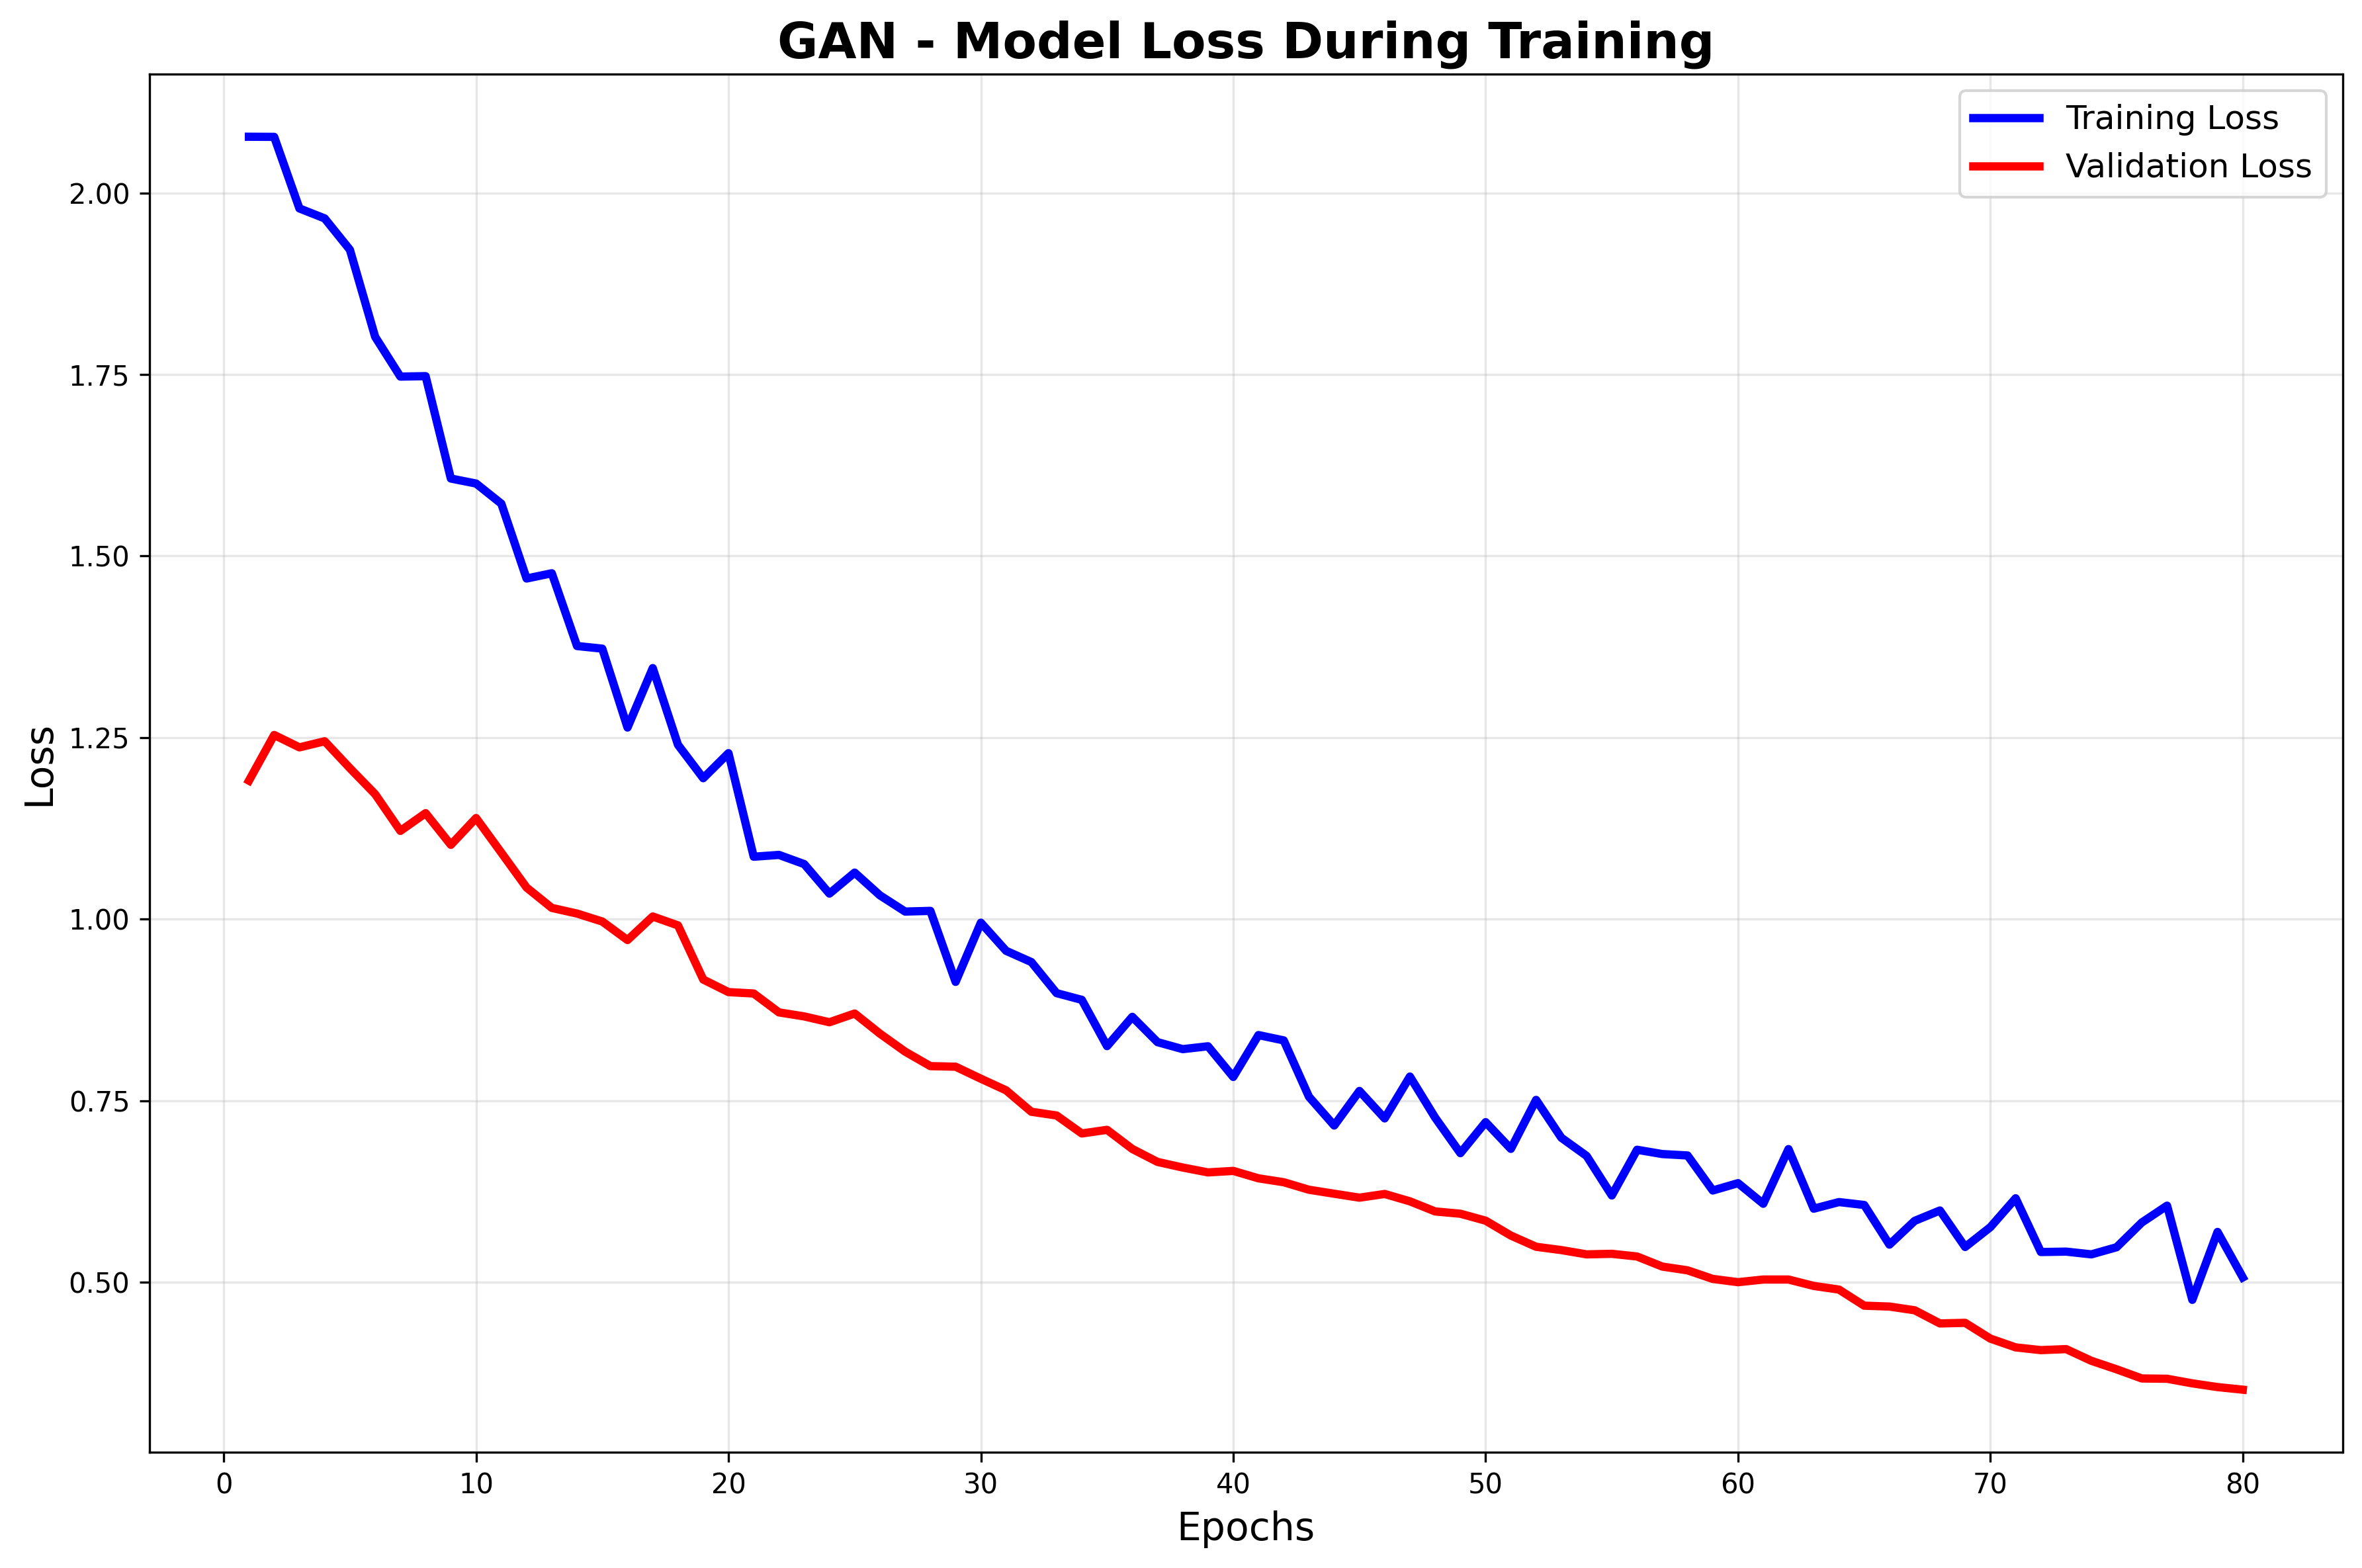 GAN - Model Loss During Training
Training Loss
Validation Loss
2.00
1.75
1.50
1.25
1.00
0.75
0.50
Loss
0 10 20 30 40 50 60 70 80
Epochs